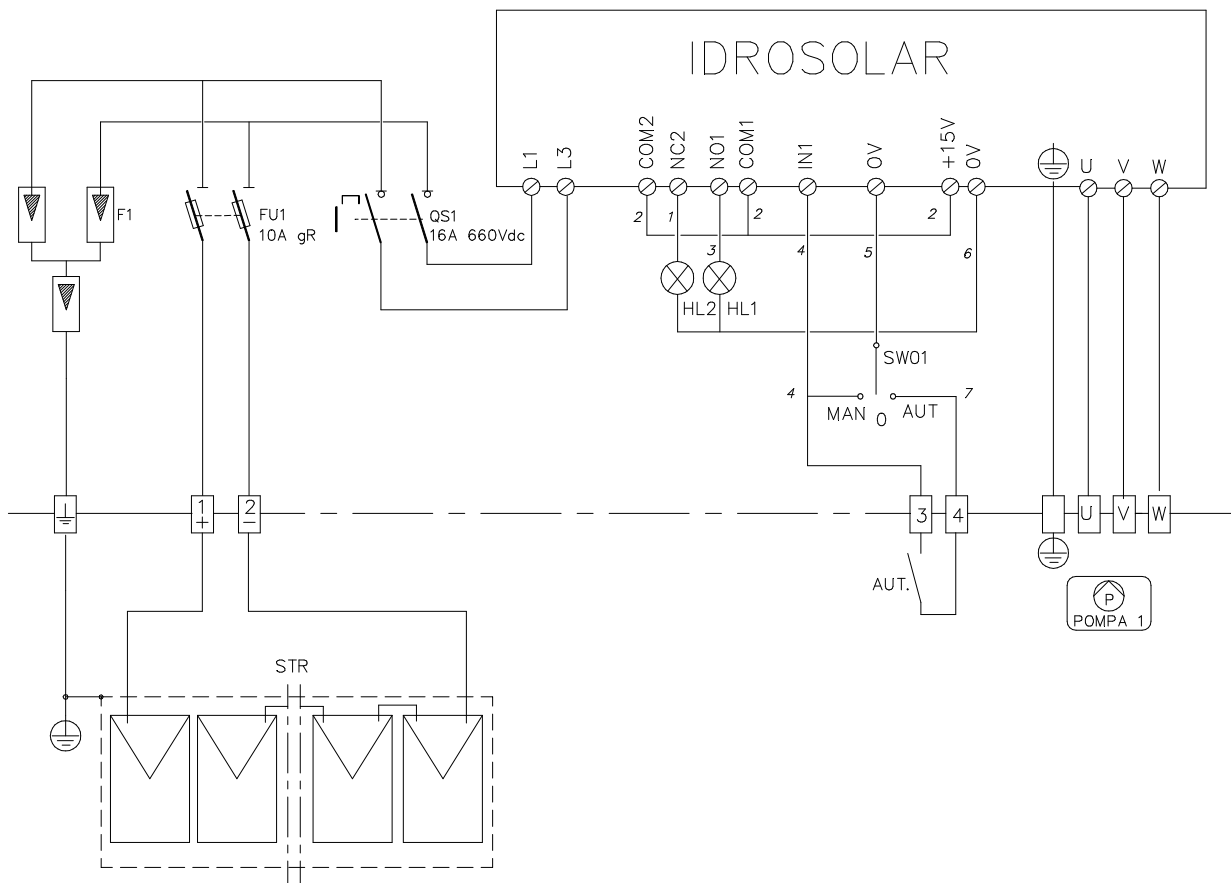 IDROSOLAR
L1 L3 COM2 NC2 NO1 COM1 IN1 0V +15V 0V U V W
F1
FU1
10A gR
QS1
16A 660Vdc
2 1 3 2 4 5 2 6
HL2 HL1
SW01
4 MAN 0 AUT 7
1 2
+ −
3 4 U V W
AUT.
P
POMPA 1
STR